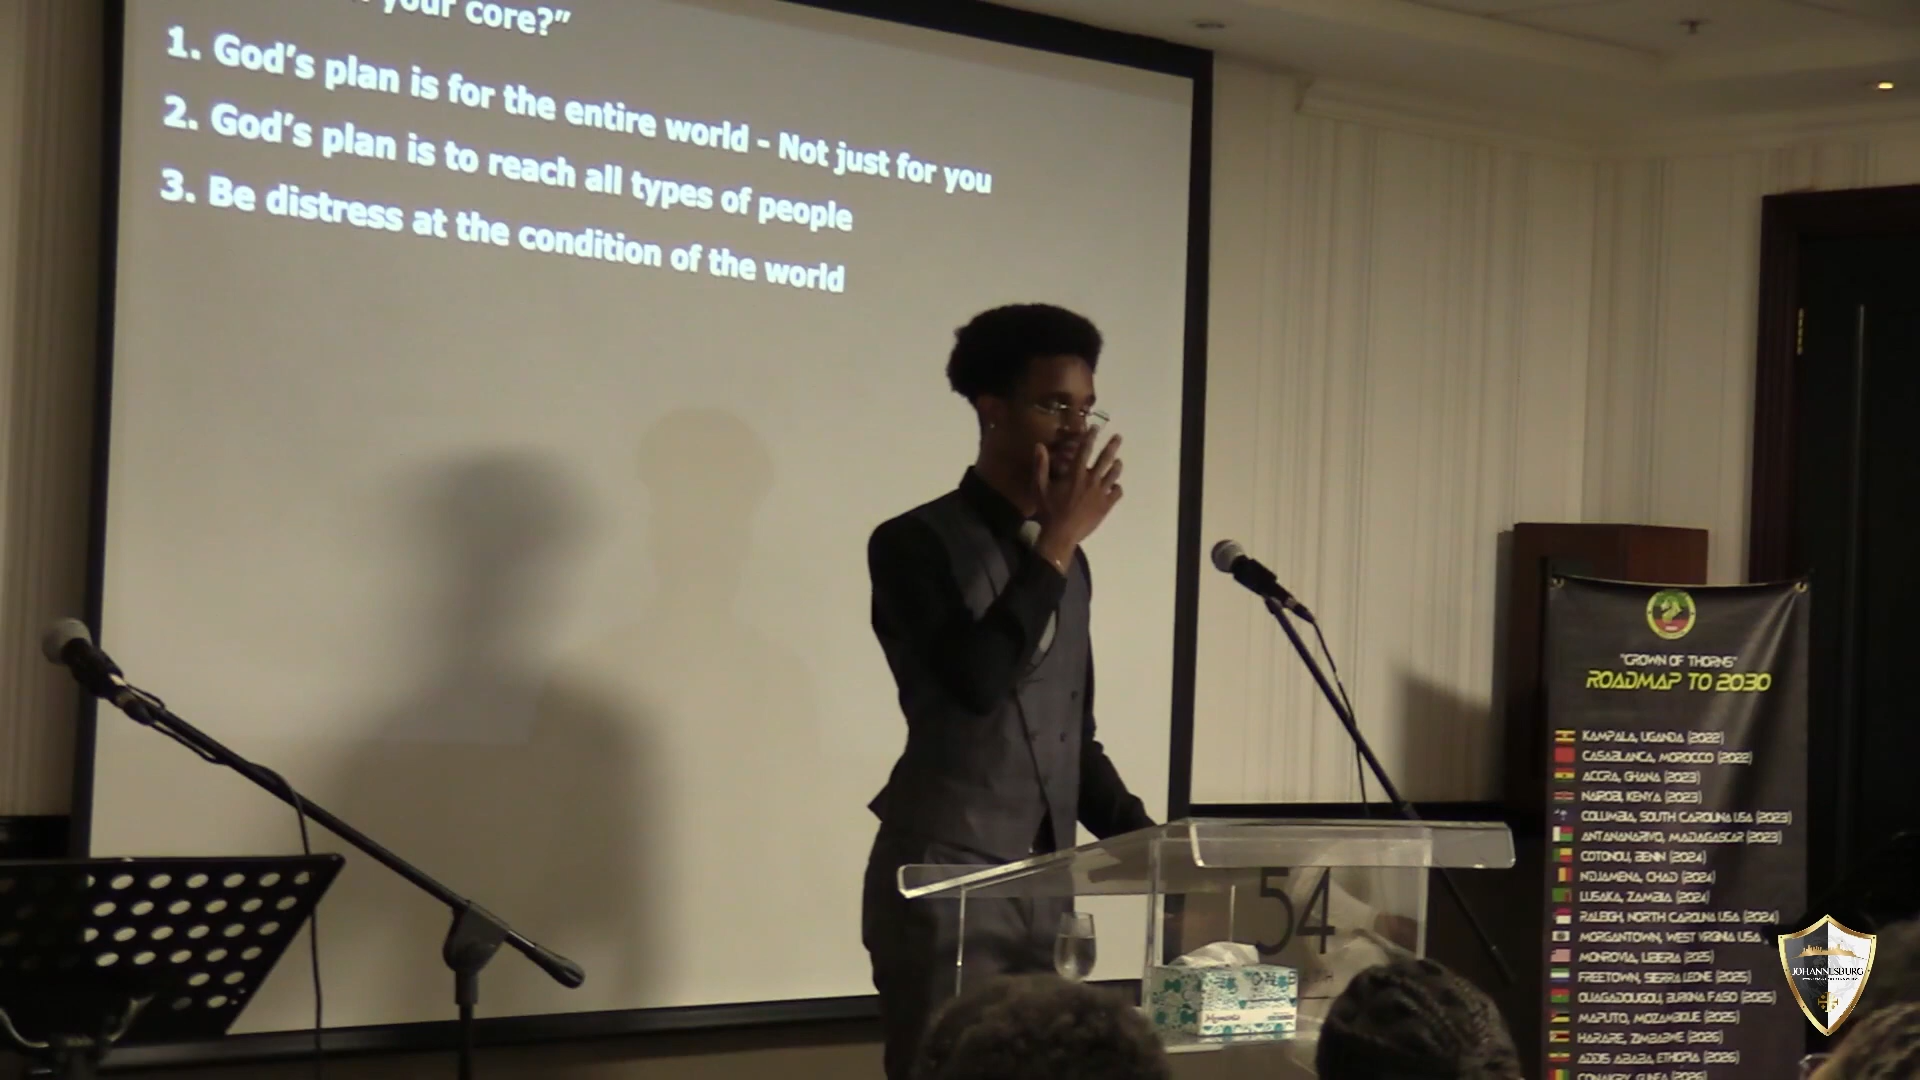 your core?”
1. God’s plan is for the entire world - Not just for you
2. God’s plan is to reach all types of people
3. Be distress at the condition of the world
"CROWN OF THORNS"
ROADMAP TO 2030
KAMPALA, UGANDA (2022)
CASABLANCA, MOROCCO (2022)
ACCRA, GHANA (2023)
NAIROBI, KENYA (2023)
COLUMBIA, SOUTH CAROLINA USA (2023)
ANTANANARIVO, MADAGASCAR (2023)
COTONOU, BENIN (2024)
N'DJAMENA, CHAD (2024)
LUSAKA, ZAMBIA (2024)
RALEIGH, NORTH CAROLINA USA (2024)
MORGANTOWN, WEST VIRGINIA USA
MONROVIA, LIBERIA (2025)
FREETOWN, SIERRA LEONE (2025)
OUAGADOUGOU, BURKINA FASO (2025)
MAPUTO, MOZAMBIQUE (2025)
HARARE, ZIMBABWE (2026)
ADDIS ABABA, ETHIOPIA (2026)
CONAKRY, GUINEA (2026)
54
JOHANNESBURG